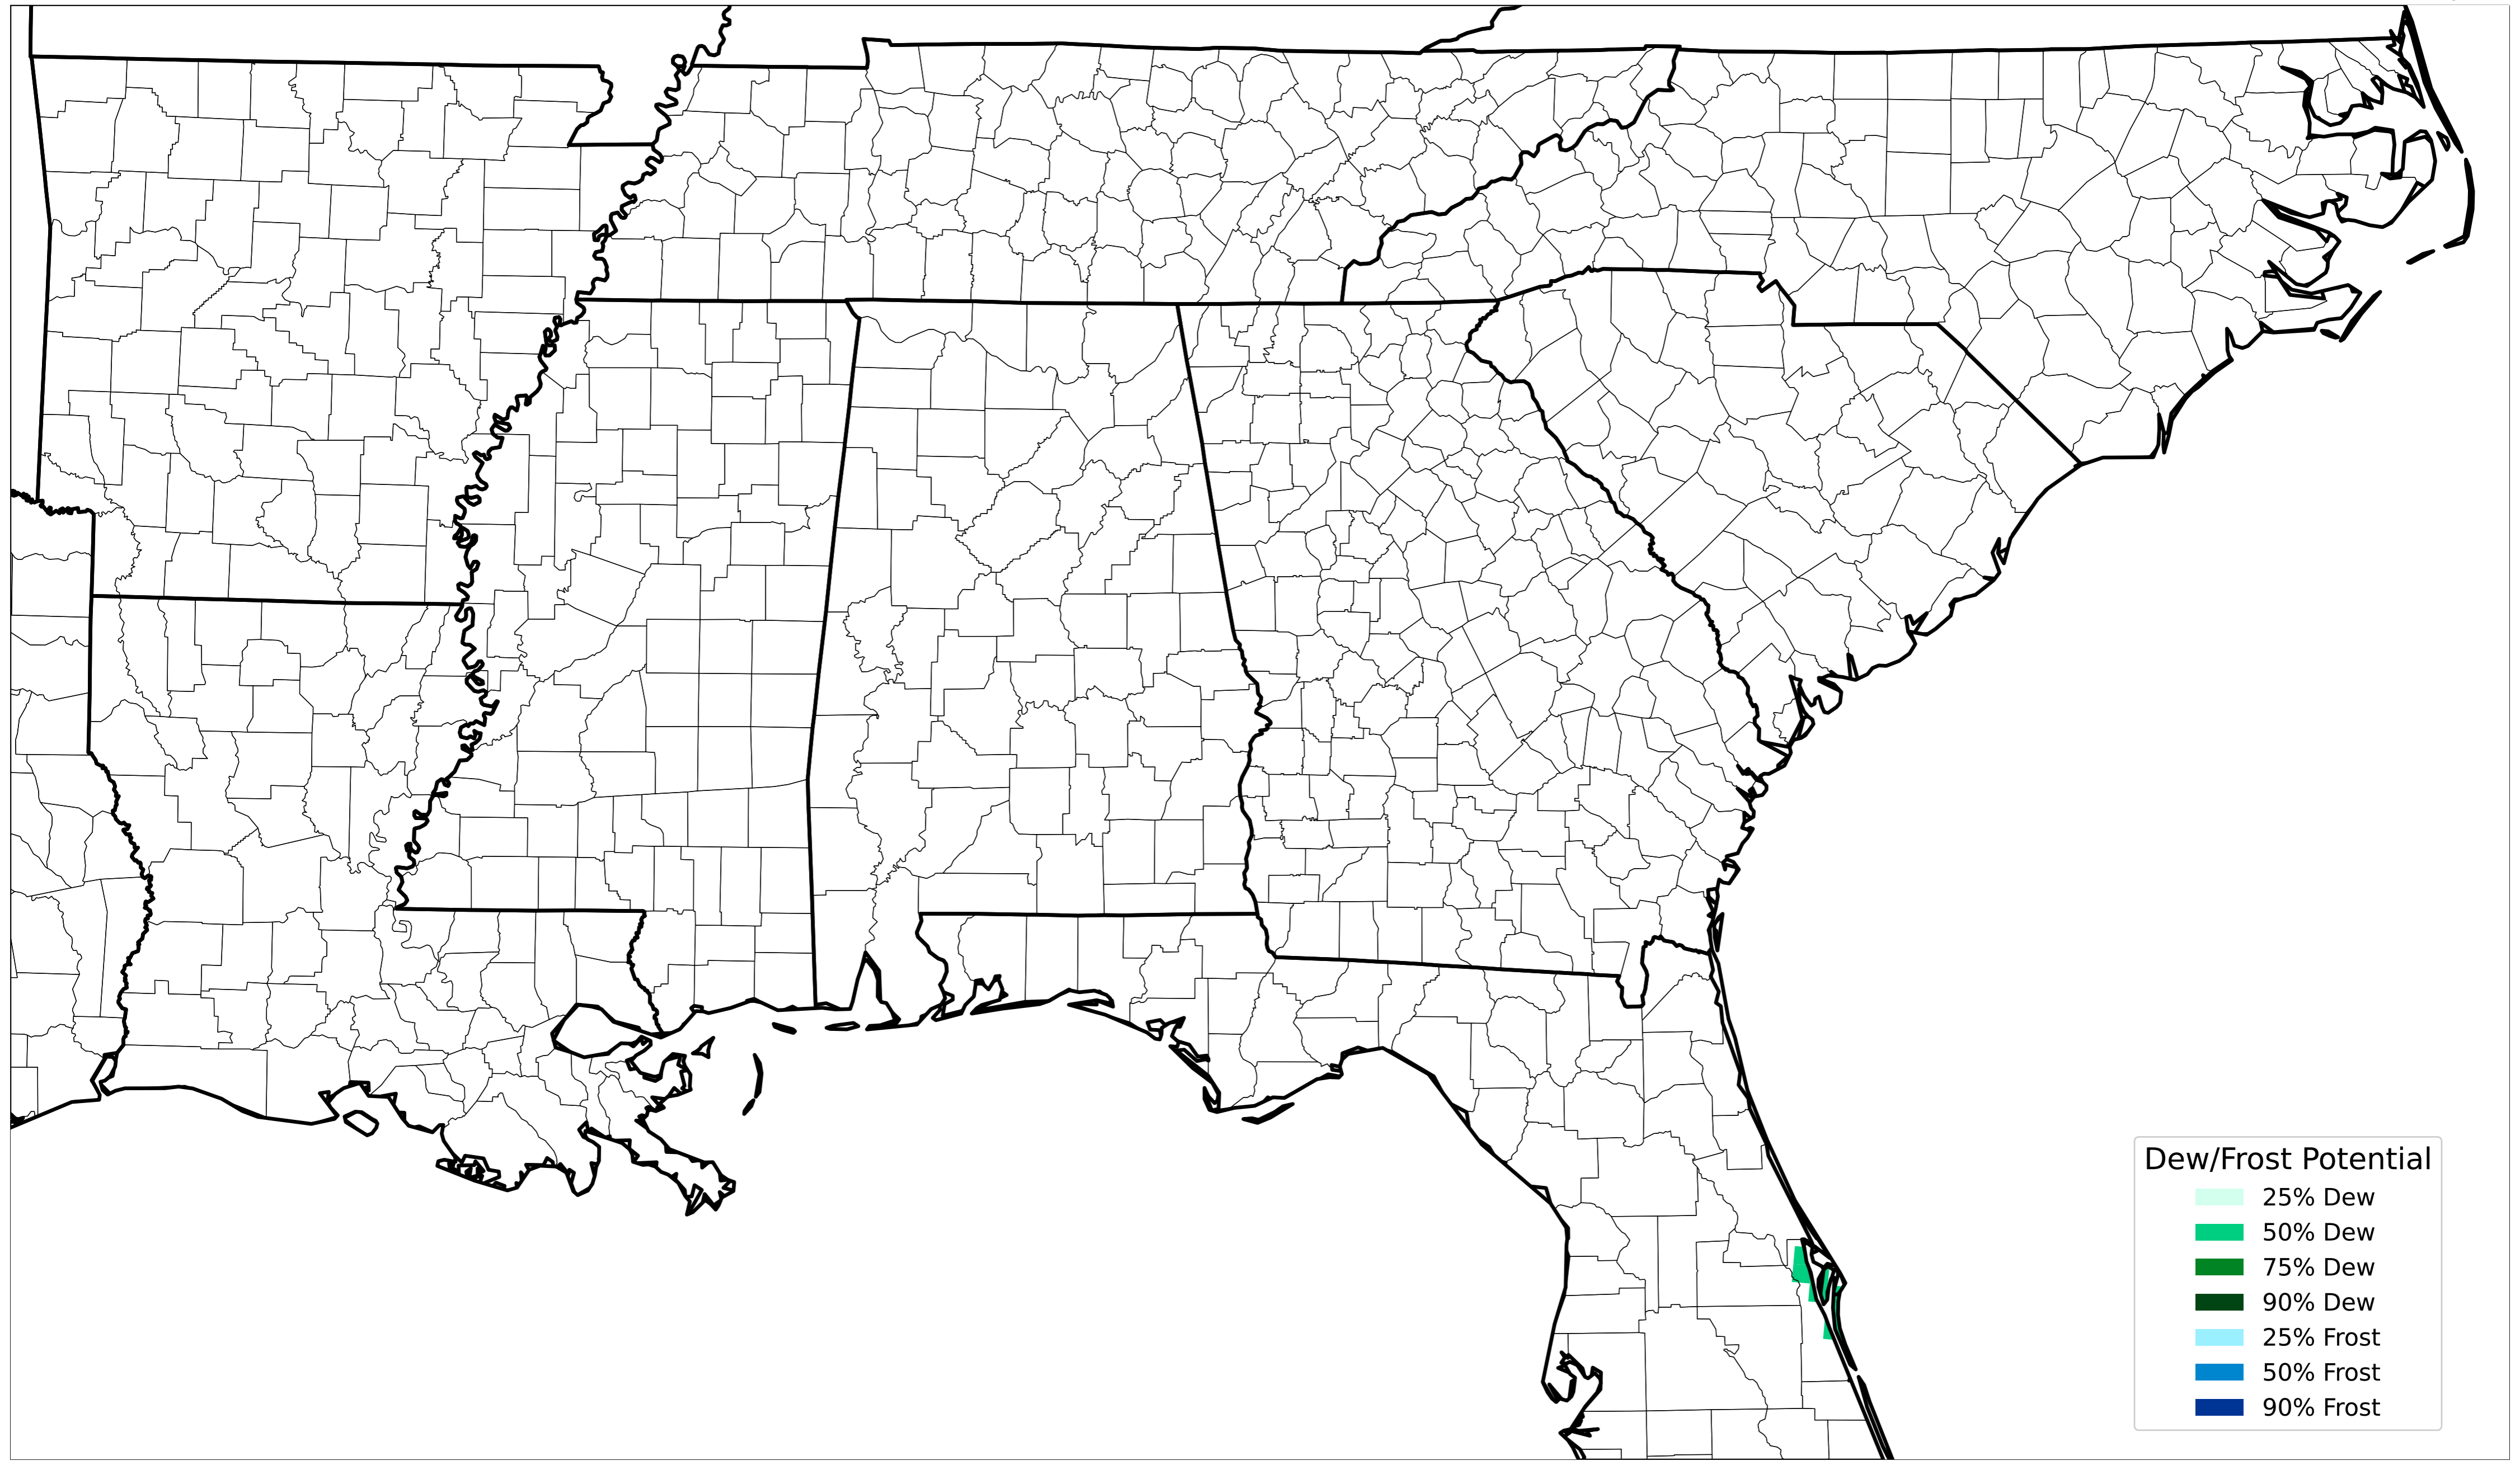 Dew/Frost Potential
25% Dew
50% Dew
75% Dew
90% Dew
25% Frost
50% Frost
90% Frost